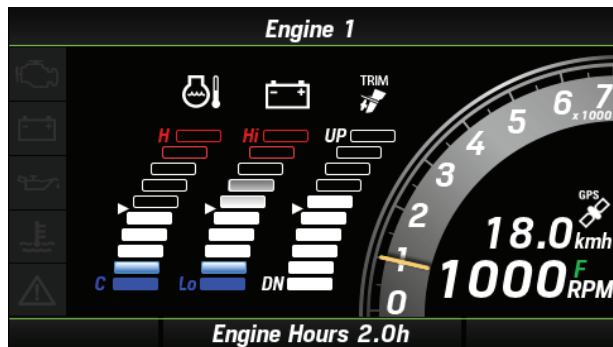 Engine 1
TRIM
H Hi UP
C Lo DN
7
6
x 1000
5
4
3
2
1
0
GPS
18.0 kmh
F
1000 RPM
Engine Hours 2.0h